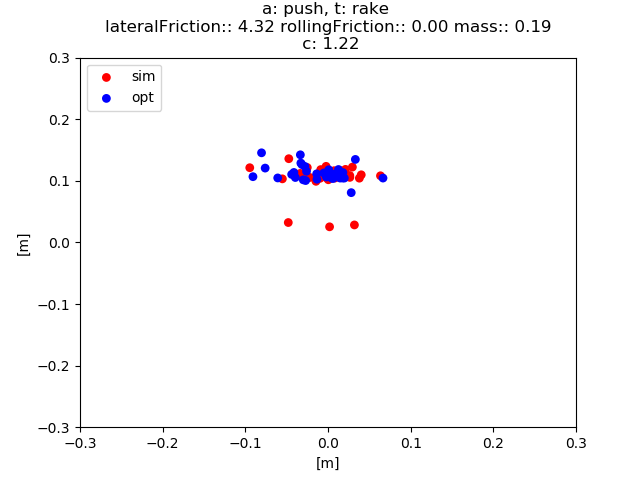 a: push, t: rake
lateralFriction:: 4.32 rollingFriction:: 0.00 mass:: 0.19
c: 1.22
sim
opt
0.3
0.2
0.1
0.0
−0.1
−0.2
−0.3
[m]
−0.3
−0.2
−0.1
0.0
0.1
0.2
0.3
[m]